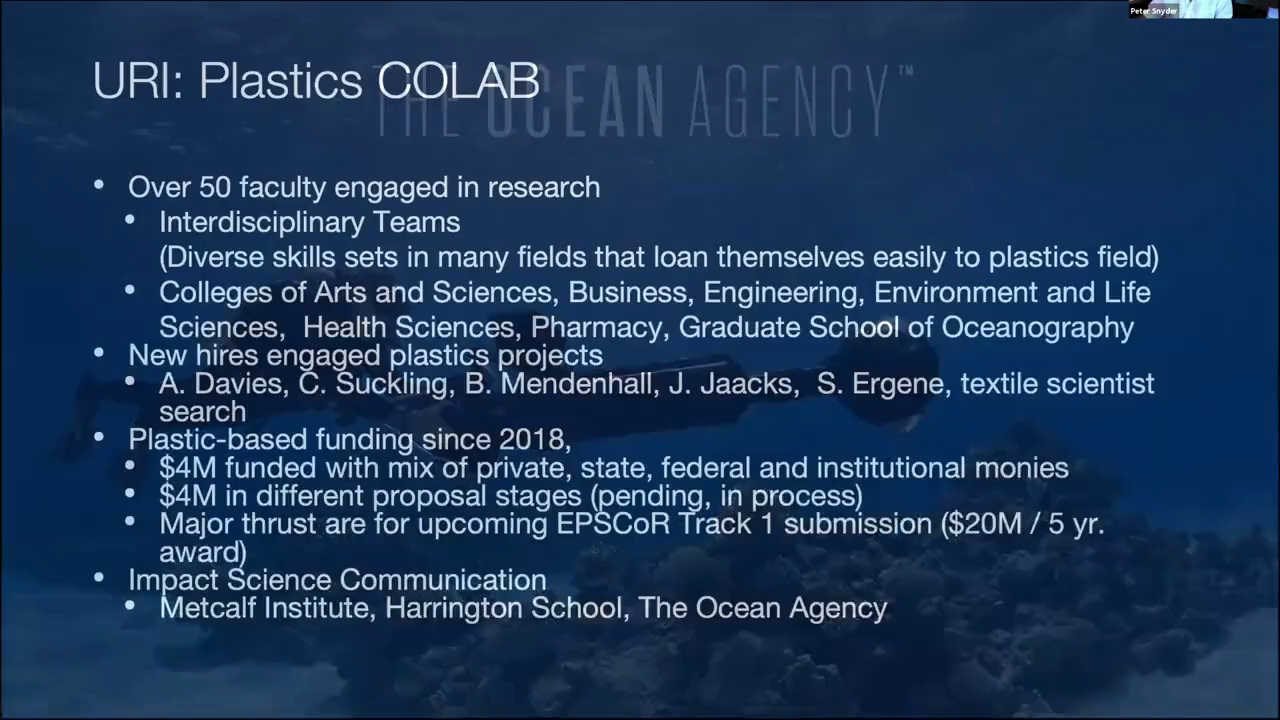 Peter Snyder
URI: Plastics COLAB
THE OCEAN AGENCY™
• Over 50 faculty engaged in research
• Interdisciplinary Teams
(Diverse skills sets in many fields that loan themselves easily to plastics field)
• Colleges of Arts and Sciences, Business, Engineering, Environment and Life
Sciences, Health Sciences, Pharmacy, Graduate School of Oceanography
• New hires engaged plastics projects
• A. Davies, C. Suckling, B. Mendenhall, J. Jaacks, S. Ergene, textile scientist
search
• Plastic-based funding since 2018,
• $4M funded with mix of private, state, federal and institutional monies
• $4M in different proposal stages (pending, in process)
• Major thrust are for upcoming EPSCoR Track 1 submission ($20M / 5 yr.
award)
• Impact Science Communication
• Metcalf Institute, Harrington School, The Ocean Agency